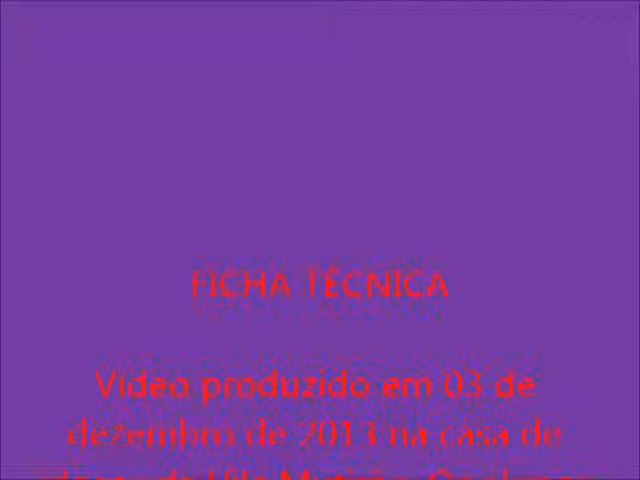 FICHA TÉCNICA
Vídeo produzido em 03 de
dezembro de 2013 na casa de